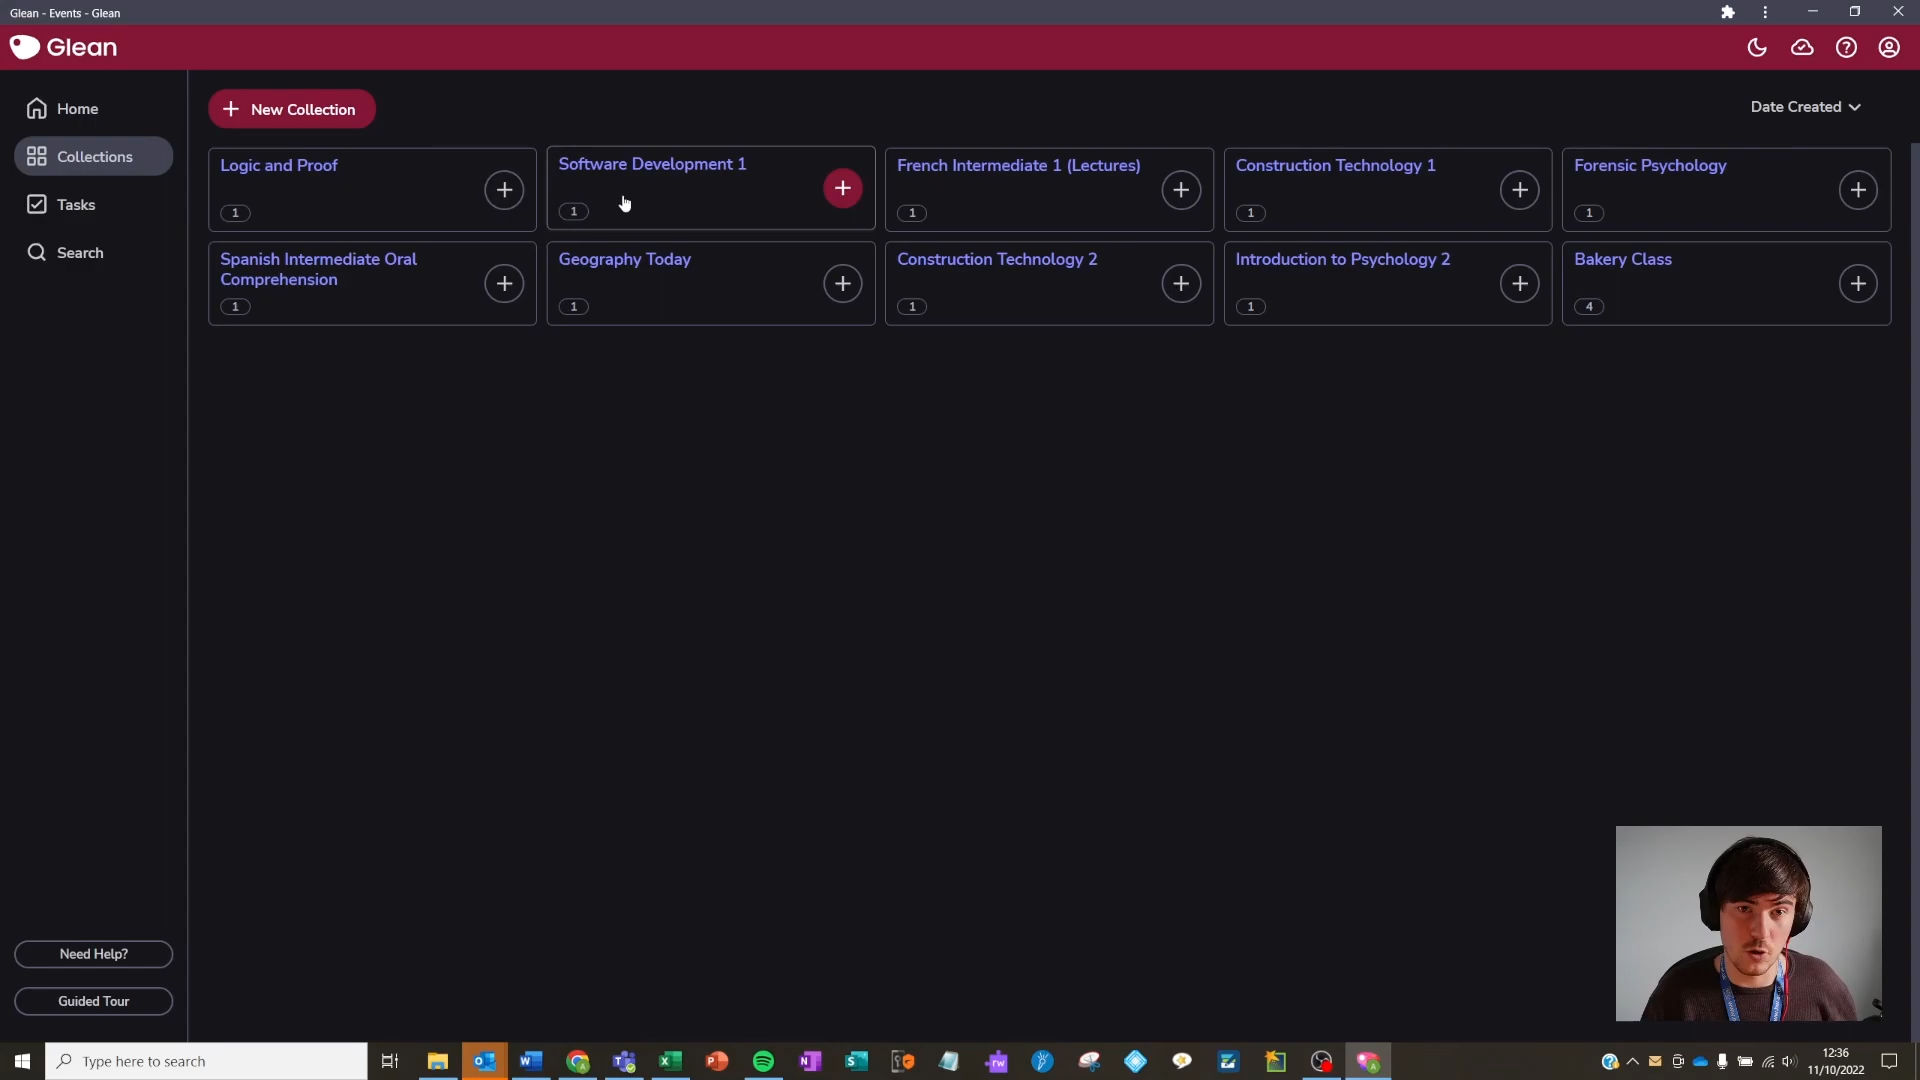 Glean - Events - Glean
Glean
Home
Collections
Tasks
Search
New Collection
Date Created
Logic and Proof
1
Software Development 1
1
French Intermediate 1 (Lectures)
1
Construction Technology 1
1
Forensic Psychology
1
Spanish Intermediate Oral
Comprehension
1
Geography Today
1
Construction Technology 2
1
Introduction to Psychology 2
1
Bakery Class
4
Need Help?
Guided Tour
Type here to search
12:36
11/10/2022